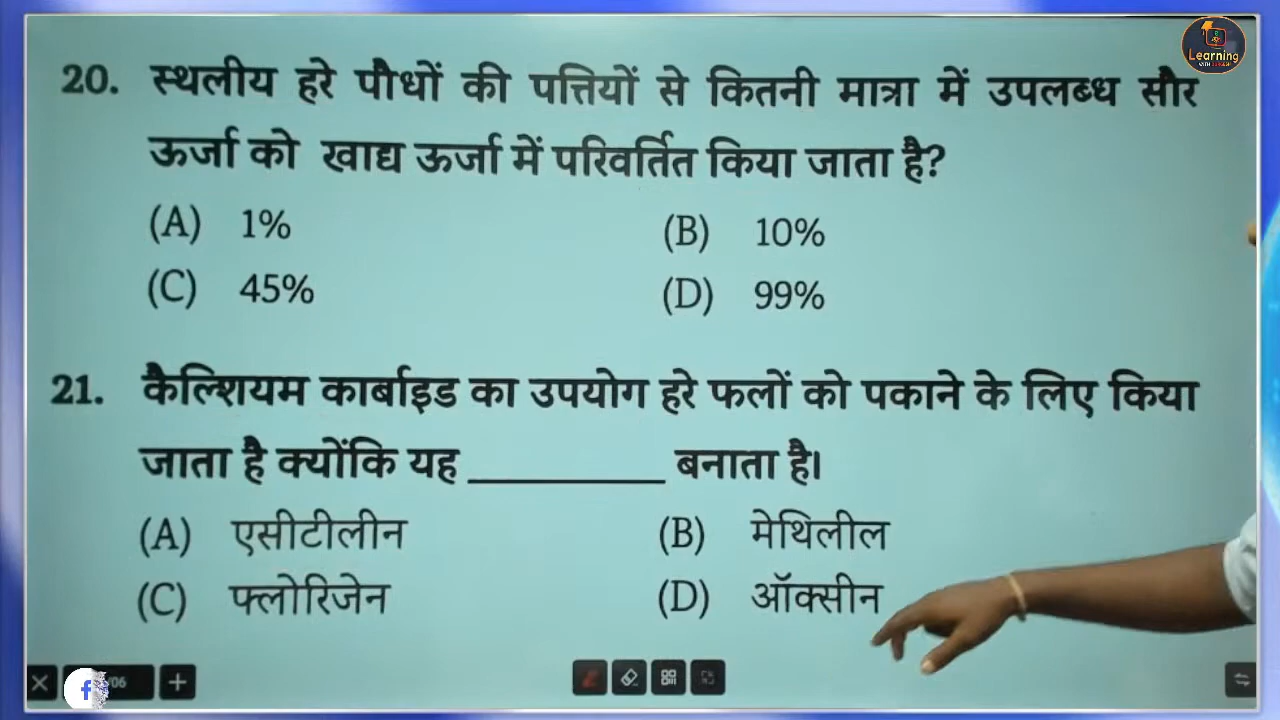 Learning
20. स्थलीय हरे पौधों की पत्तियों से कितनी मात्रा में उपलब्ध सौर
ऊर्जा को खाद्य ऊर्जा में परिवर्तित किया जाता है?
(A) 1% (B) 10%
(C) 45% (D) 99%
21. कैल्शियम कार्बाइड का उपयोग हरे फलों को पकाने के लिए किया
जाता है क्योंकि यह __________ बनाता है।
(A) एसीटीलीन (B) मेथिलील
(C) फ्लोरिजेन (D) ऑक्सीन
f /06